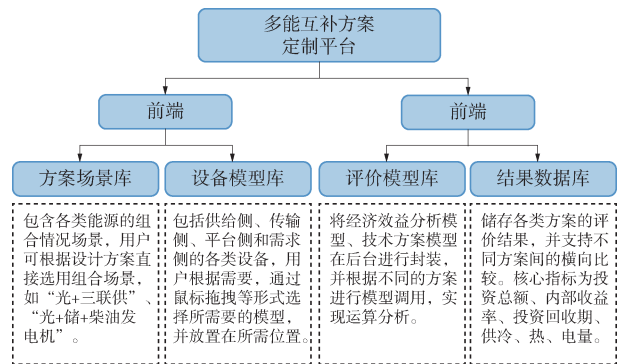 多能互补方案
定制平台
前端
前端
方案场景库
设备模型库
评价模型库
结果数据库
包含各类能源的组
合情况场景，用户
可根据设计方案直
接选用组合场景，
如“光+三联供”、
“光+储+柴油发
电机”。
包括供给侧、传输
侧、平台侧和需求
侧的各类设备，用
户根据需要，通过
鼠标拖拽等形式选
择所需要的模型，
并放置在所需位置。
将经济效益分析模
型、技术方案模型
在后台进行封装，
并根据不同的方案
进行模型调用，实
现运算分析。
储存各类方案的评
价结果，并支持不
同方案间的横向比
较。核心指标为投
资总额、内部收益
率、投资回收期、
供冷、热、电量。